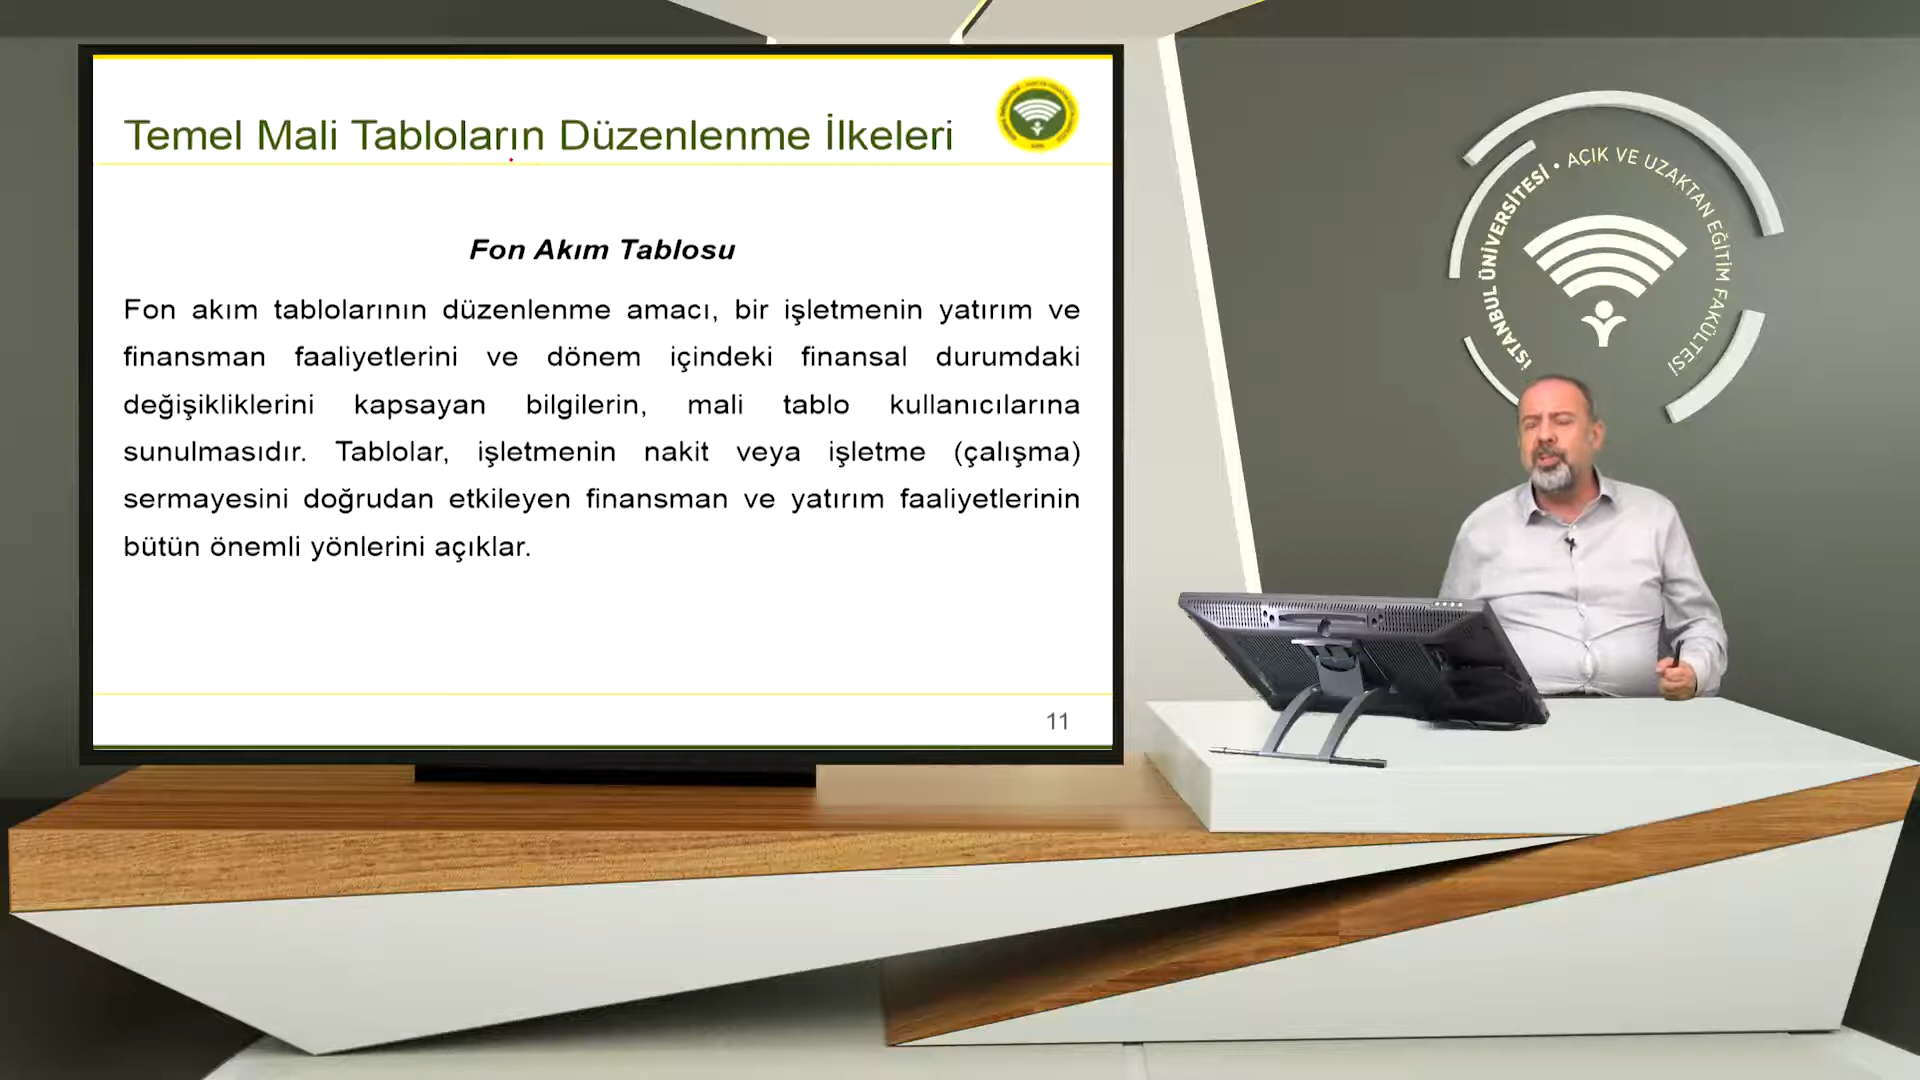 Temel Mali Tabloların Düzenlenme İlkeleri
Fon Akım Tablosu
Fon akım tablolarının düzenlenme amacı, bir işletmenin yatırım ve
finansman faaliyetlerini ve dönem içindeki finansal durumdaki
değişikliklerini kapsayan bilgilerin, mali tablo kullanıcılarına
sunulmasıdır. Tablolar, işletmenin nakit veya işletme (çalışma)
sermayesini doğrudan etkileyen finansman ve yatırım faaliyetlerinin
bütün önemli yönlerini açıklar.
11
İSTANBUL ÜNİVERSİTESİ • AÇIK VE UZAKTAN EĞİTİM FAKÜLTESİ